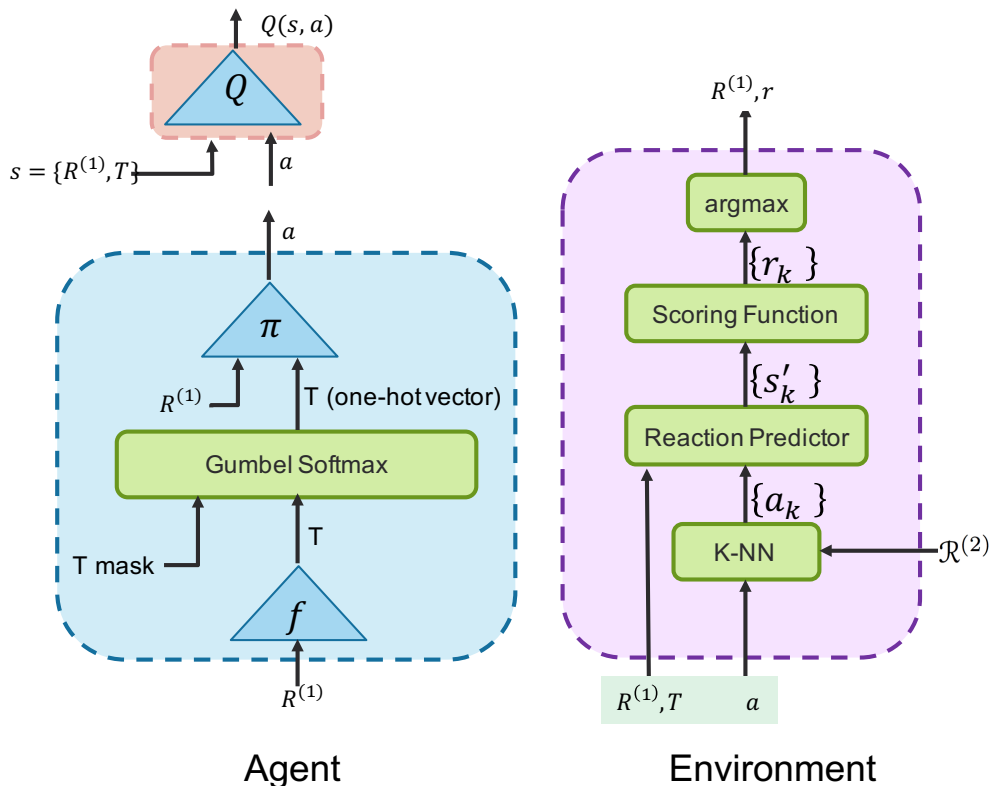 Q(s, a)
Q
s = {R^(1), T}
a
a
π
R^(1)
T (one-hot vector)
Gumbel Softmax
T mask
T
f
R^(1)
Agent
R^(1), r
argmax
{r_k }
Scoring Function
{s'_k }
Reaction Predictor
{a_k }
K-NN
ℛ^(2)
R^(1), T a
Environment